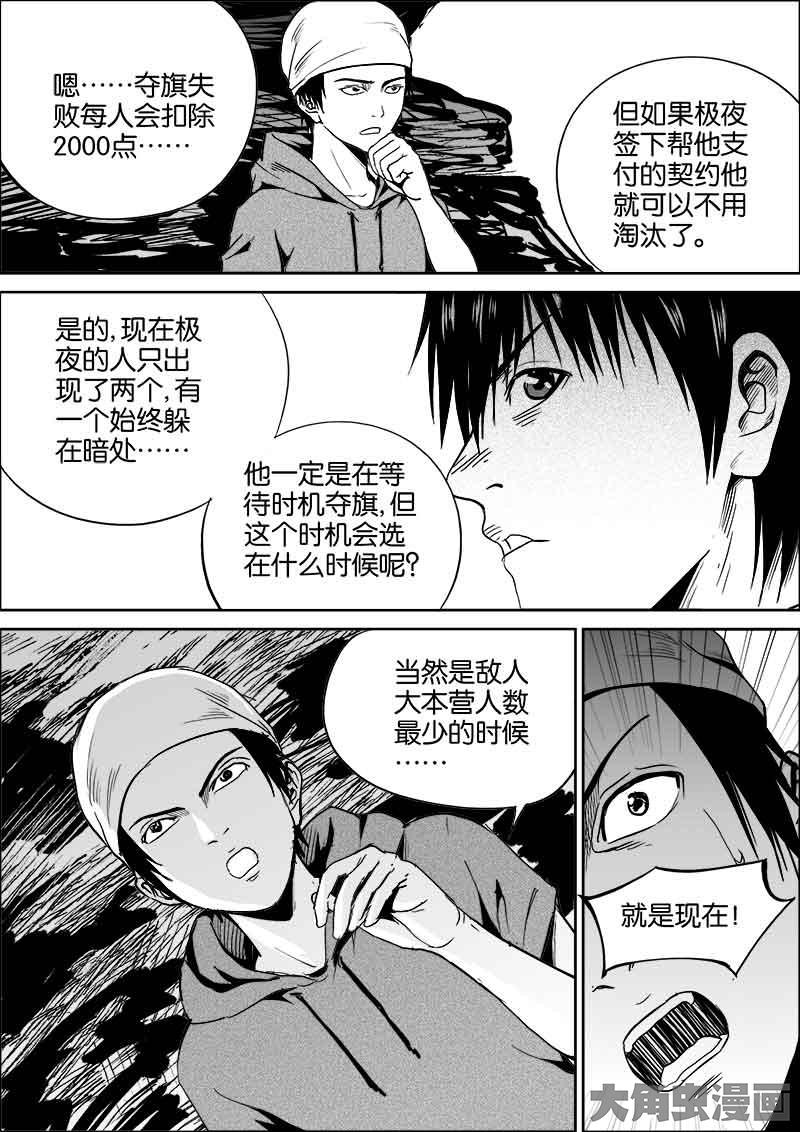 嗯……夺旗失
败每人会扣除
2000点……
但如果极夜
签下帮他支
付的契约他
就可以不用
淘汰了。
是的,现在极
夜的人只出
现了两个,有
一个始终躲
在暗处……
他一定是在等
待时机夺旗,但
这个时机会选
在什么时候呢?
当然是敌人
大本营人数
最少的时候
……
就是现在!
大角虫漫画